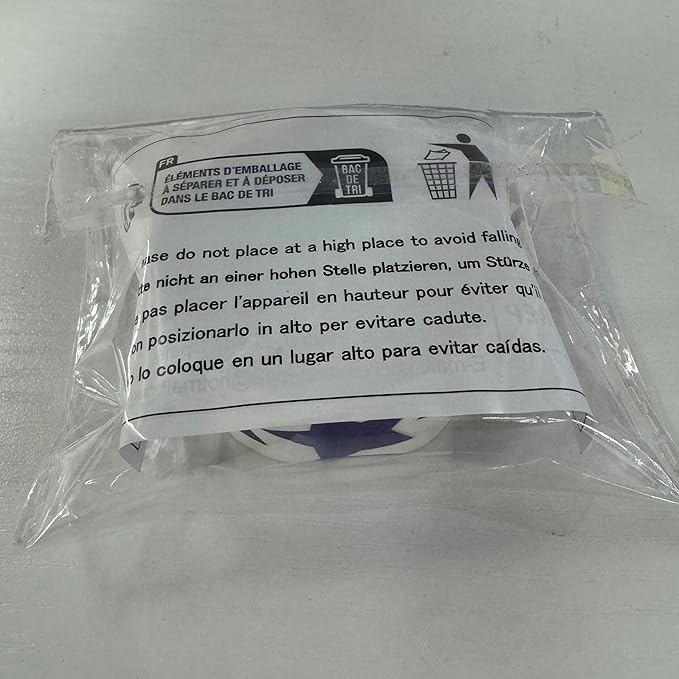 FR
ÉLÉMENTS D'EMBALLAGE
À SÉPARER ET À DÉPOSER
DANS LE BAC DE TRI
BAC
DE
TRI
ase do not place at a high place to avoid falling
te nicht an einer hohen Stelle platzieren, um Stürze
pas placer l'appareil en hauteur pour éviter qu'il
on posizionarlo in alto per evitare cadute.
o lo coloque en un lugar alto para evitar caídas.